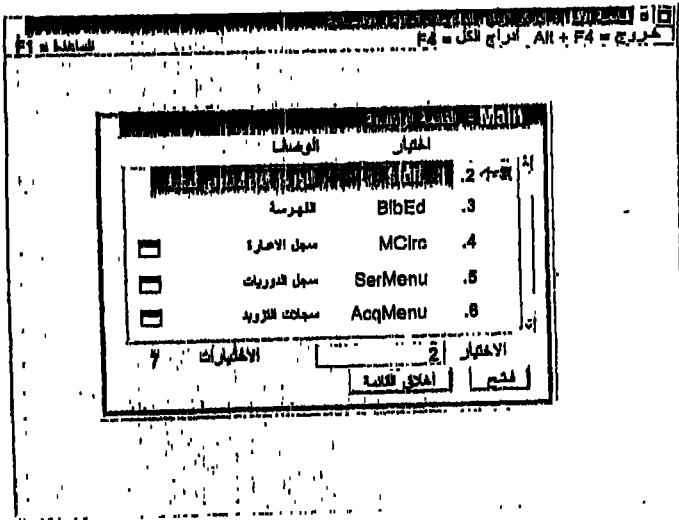 خروج = Alt + F4 ادراج الكل = F4 المساعدة = F1
Main
اختيار الوصف
.2
.3 BibEd الفهرسة
.4 MCirc سجل الاعارة
.5 SerMenu سجل الدوريات
.6 AcqMenu سجلات التزويد
الاختيار 2 الاختيارات 7
فتح اغلاق القائمة